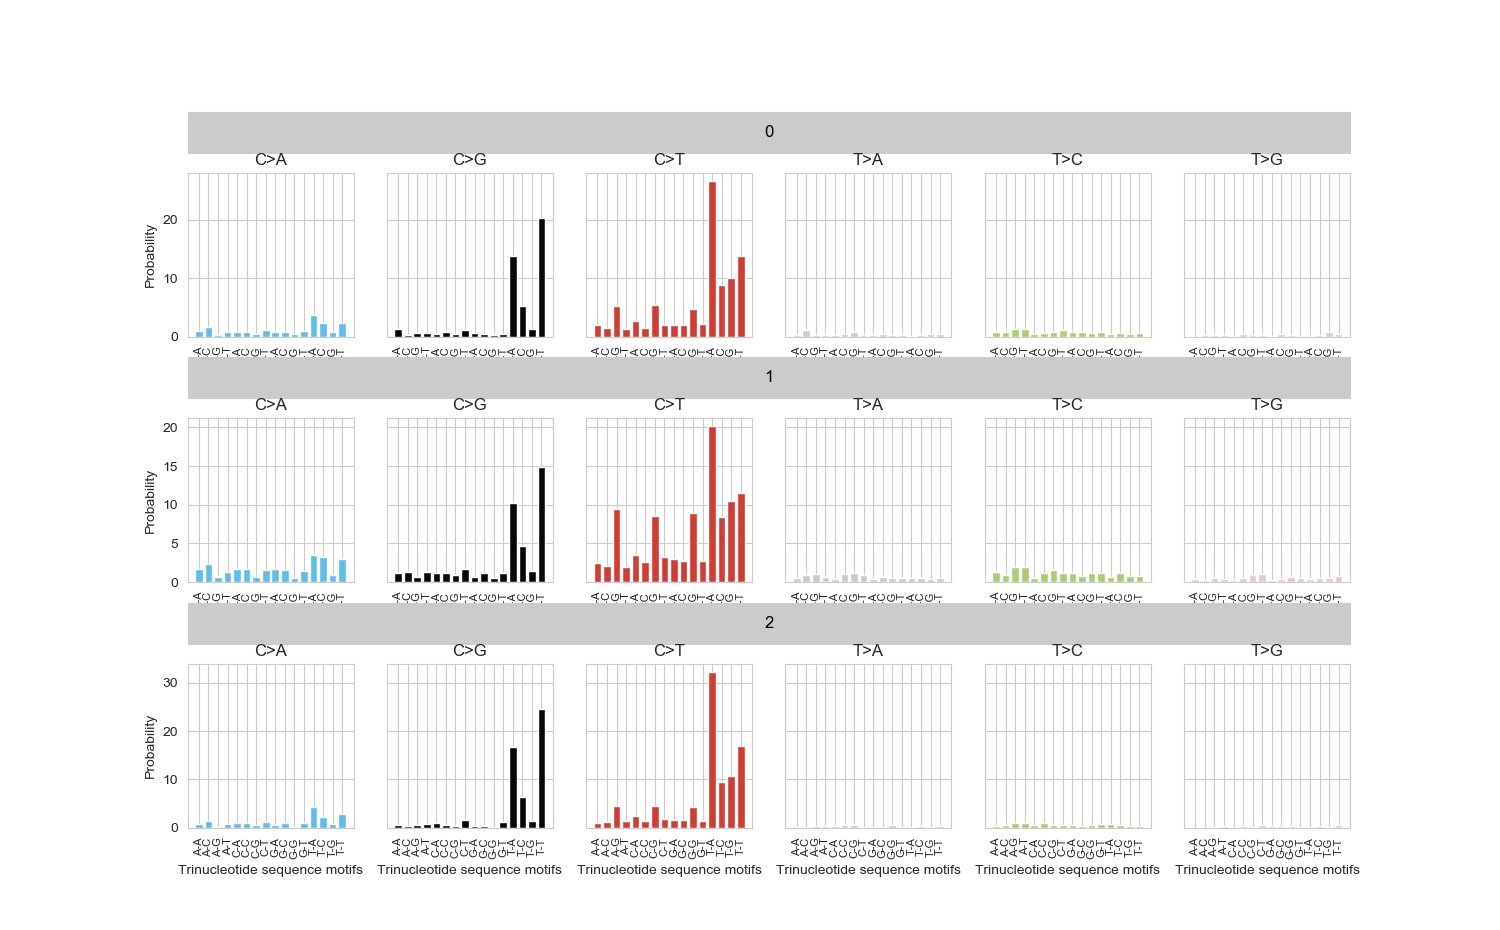 0
C>A C>G C>T T>A T>C T>G
20
10
0
Probability
1
C>A C>G C>T T>A T>C T>G
20
15
10
5
0
Probability
2
C>A C>G C>T T>A T>C T>G
30
20
10
0
Probability
A-A A-C A-G A-T C-A C-C C-G C-T G-A G-C G-G G-T T-A T-C T-G T-T A-A A-C A-G A-T C-A C-C C-G C-T G-A G-C G-G G-T T-A T-C T-G T-T A-A A-C A-G A-T C-A C-C C-G C-T G-A G-C G-G G-T T-A T-C T-G T-T A-A A-C A-G A-T C-A C-C C-G C-T G-A G-C G-G G-T T-A T-C T-G T-T A-A A-C A-G A-T C-A C-C C-G C-T G-A G-C G-G G-T T-A T-C T-G T-T A-A A-C A-G A-T C-A C-C C-G C-T G-A G-C G-G G-T T-A T-C T-G T-T
Trinucleotide sequence motifs Trinucleotide sequence motifs Trinucleotide sequence motifs Trinucleotide sequence motifs Trinucleotide sequence motifs Trinucleotide sequence motifs